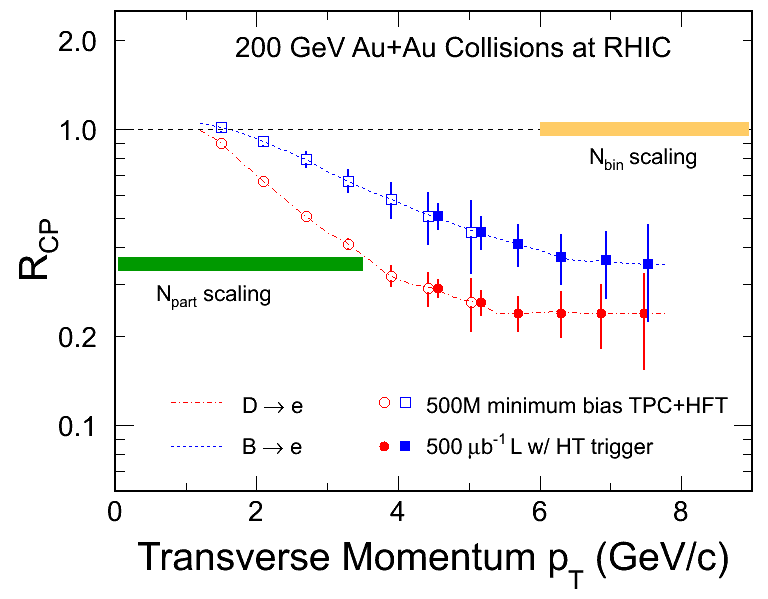 200 GeV Au+Au Collisions at RHIC
2.0
1.0
0.2
0.1
R_CP
N_bin scaling
N_part scaling
D → e
500M minimum bias TPC+HFT
B → e
500 μb⁻¹ L w/ HT trigger
0 2 4 6 8
Transverse Momentum p_T (GeV/c)